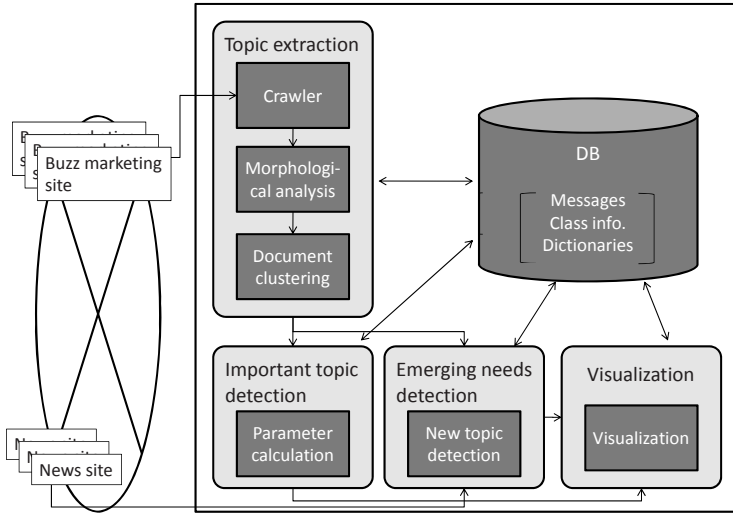 Topic extraction
Crawler
Morphologi-
cal analysis
Document
clustering
DB
Messages
Class info.
Dictionaries
Buzz marketing
site
Important topic
detection
Parameter
calculation
Emerging needs
detection
New topic
detection
Visualization
Visualization
News site